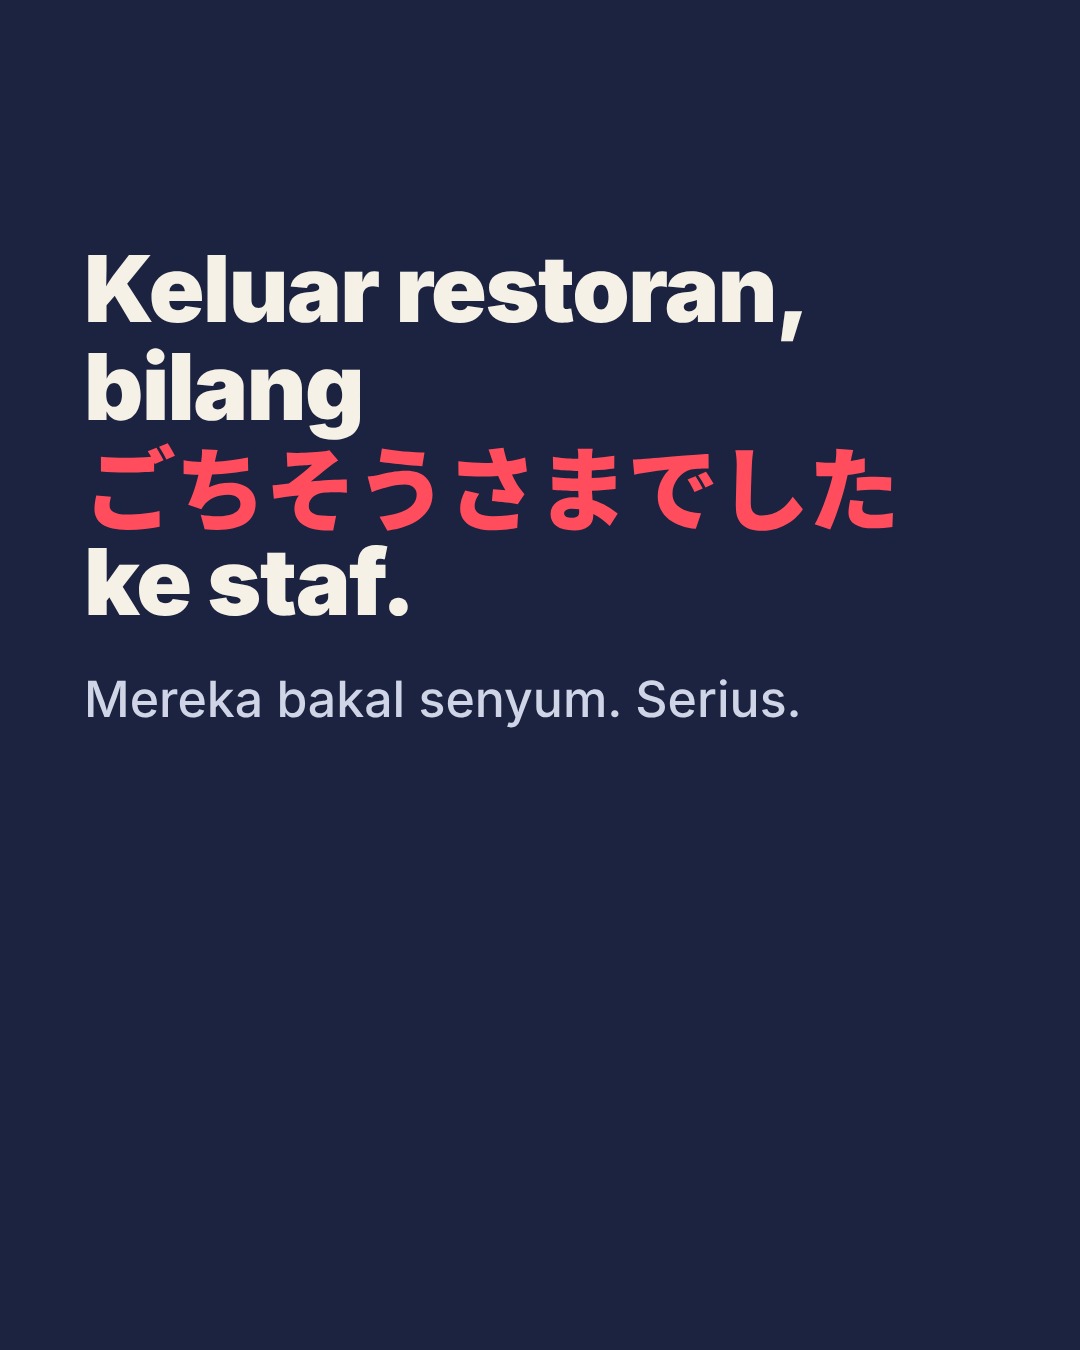 Keluar restoran,
bilang
ごちそうさまでした
ke staf.
Mereka bakal senyum. Serius.